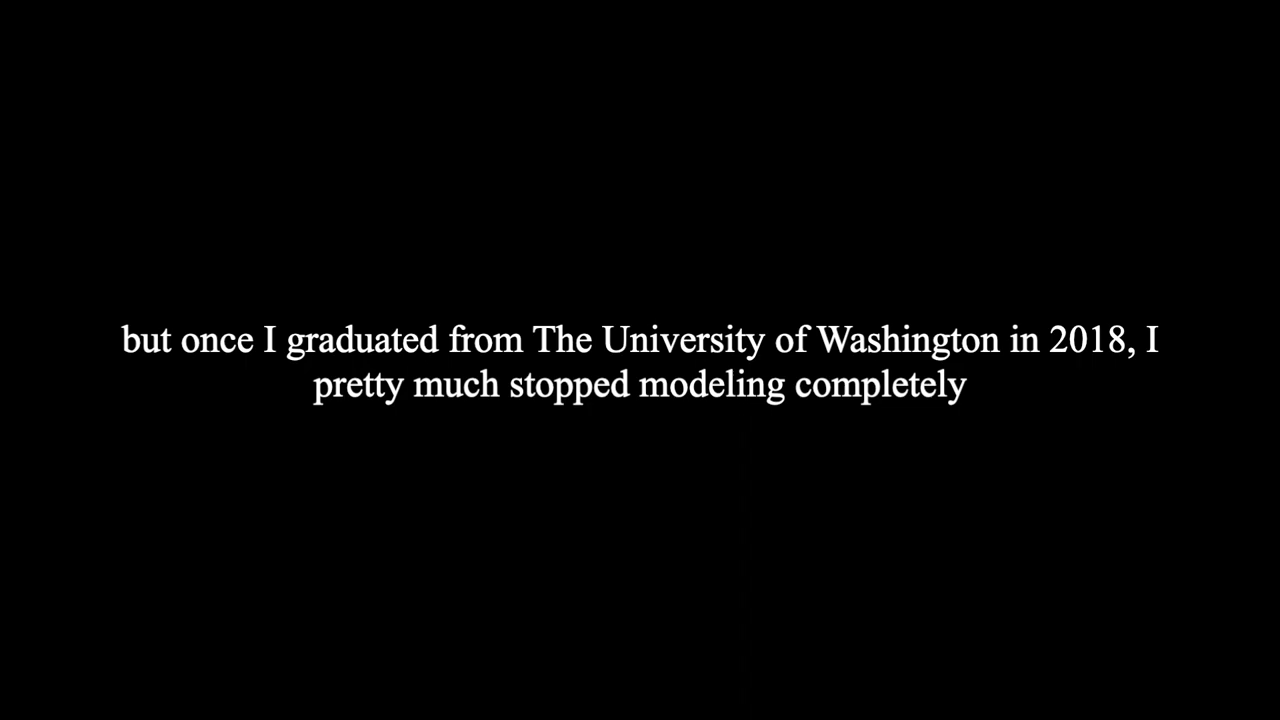 but once I graduated from The University of Washington in 2018, I
pretty much stopped modeling completely